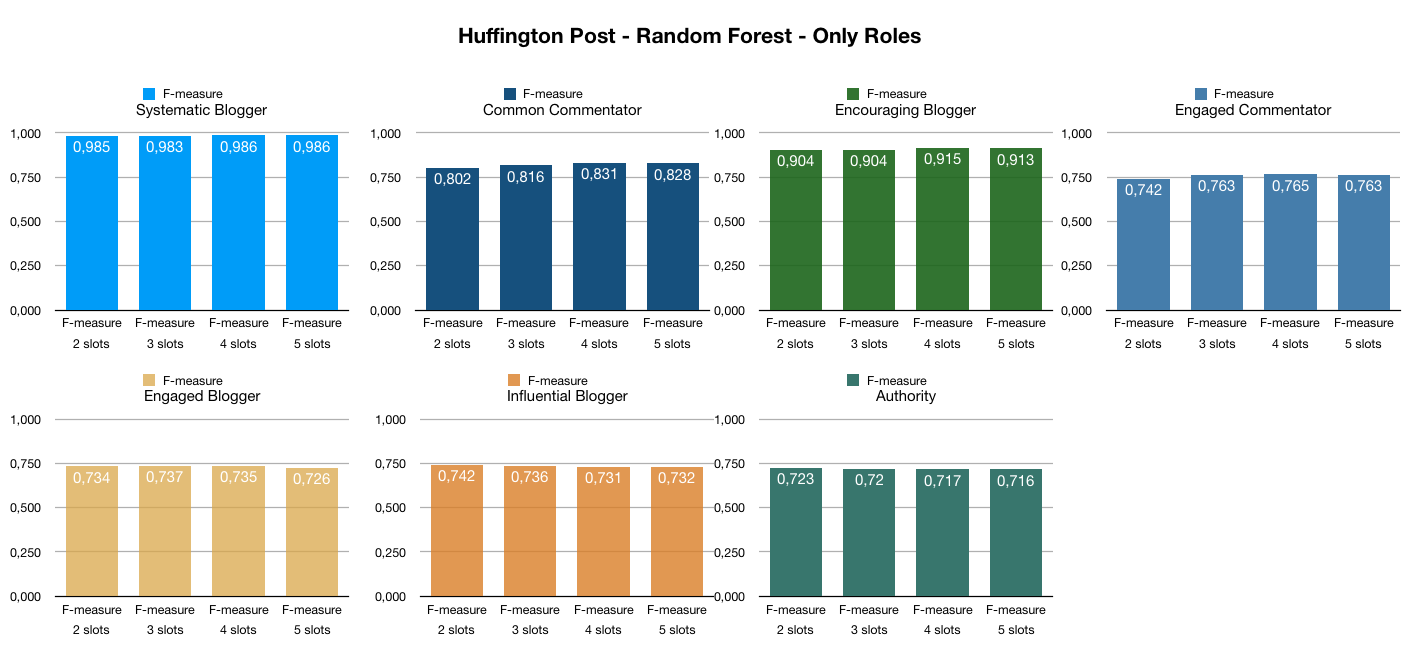 Huffington Post - Random Forest - Only Roles
F-measure
Systematic Blogger
1,000
0,750
0,500
0,250
0,000
0,985
0,983
0,986
0,986
F-measure F-measure F-measure F-measure
2 slots 3 slots 4 slots 5 slots
F-measure
Common Commentator
1,000
0,750
0,500
0,250
0,000
0,802
0,816
0,831
0,828
F-measure F-measure F-measure F-measure
2 slots 3 slots 4 slots 5 slots
F-measure
Encouraging Blogger
1,000
0,750
0,500
0,250
0,000
0,904
0,904
0,915
0,913
F-measure F-measure F-measure F-measure
2 slots 3 slots 4 slots 5 slots
F-measure
Engaged Commentator
1,000
0,750
0,500
0,250
0,000
0,742
0,763
0,765
0,763
F-measure F-measure F-measure F-measure
2 slots 3 slots 4 slots 5 slots
F-measure
Engaged Blogger
1,000
0,750
0,500
0,250
0,000
0,734
0,737
0,735
0,726
F-measure F-measure F-measure F-measure
2 slots 3 slots 4 slots 5 slots
F-measure
Influential Blogger
1,000
0,750
0,500
0,250
0,000
0,742
0,736
0,731
0,732
F-measure F-measure F-measure F-measure
2 slots 3 slots 4 slots 5 slots
F-measure
Authority
1,000
0,750
0,500
0,250
0,000
0,723
0,72
0,717
0,716
F-measure F-measure F-measure F-measure
2 slots 3 slots 4 slots 5 slots